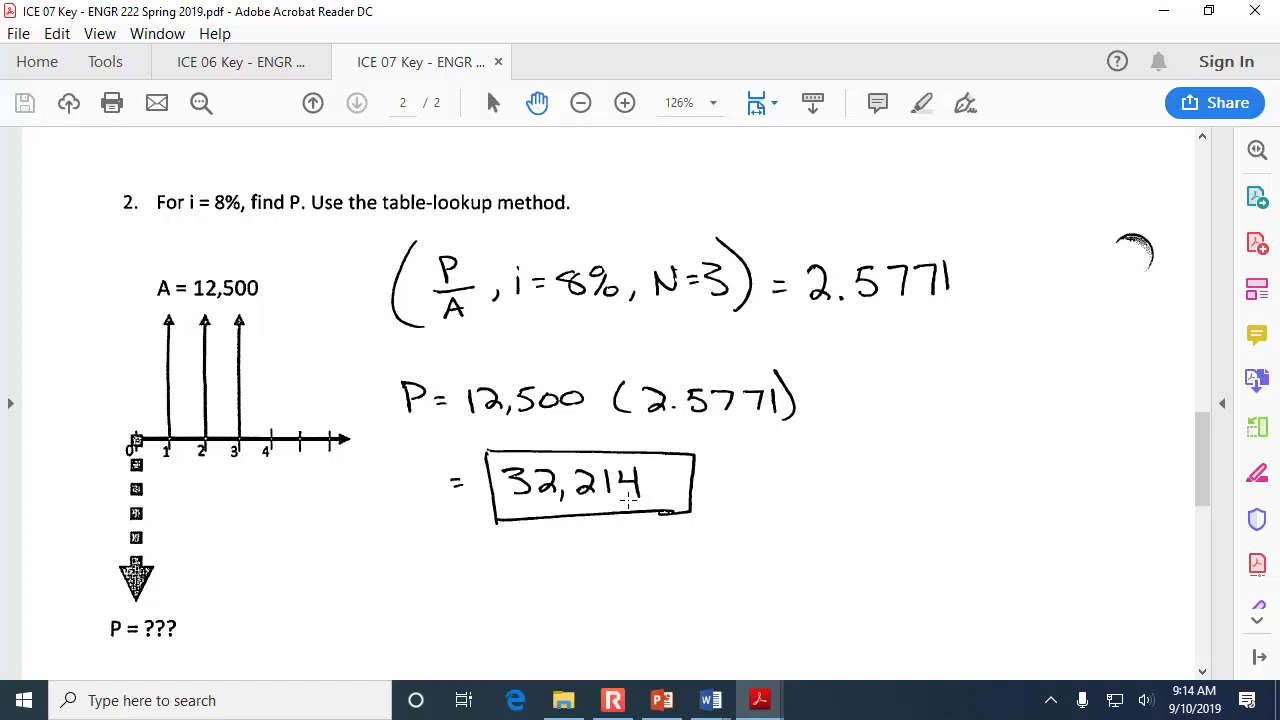 ICE 07 Key - ENGR 222 Spring 2019.pdf - Adobe Acrobat Reader DC
File Edit View Window Help
Home Tools ICE 06 Key - ENGR ... ICE 07 Key - ENGR ... × Sign In
2 / 2 126% Share
2. For i = 8%, find P. Use the table-lookup method.
(P/A, i = 8%, N = 3) = 2.5771
A = 12,500
P = 12,500 (2.5771)
0 1 2 3 4
= 32,214
P = ???
Type here to search
9:14 AM
9/10/2019